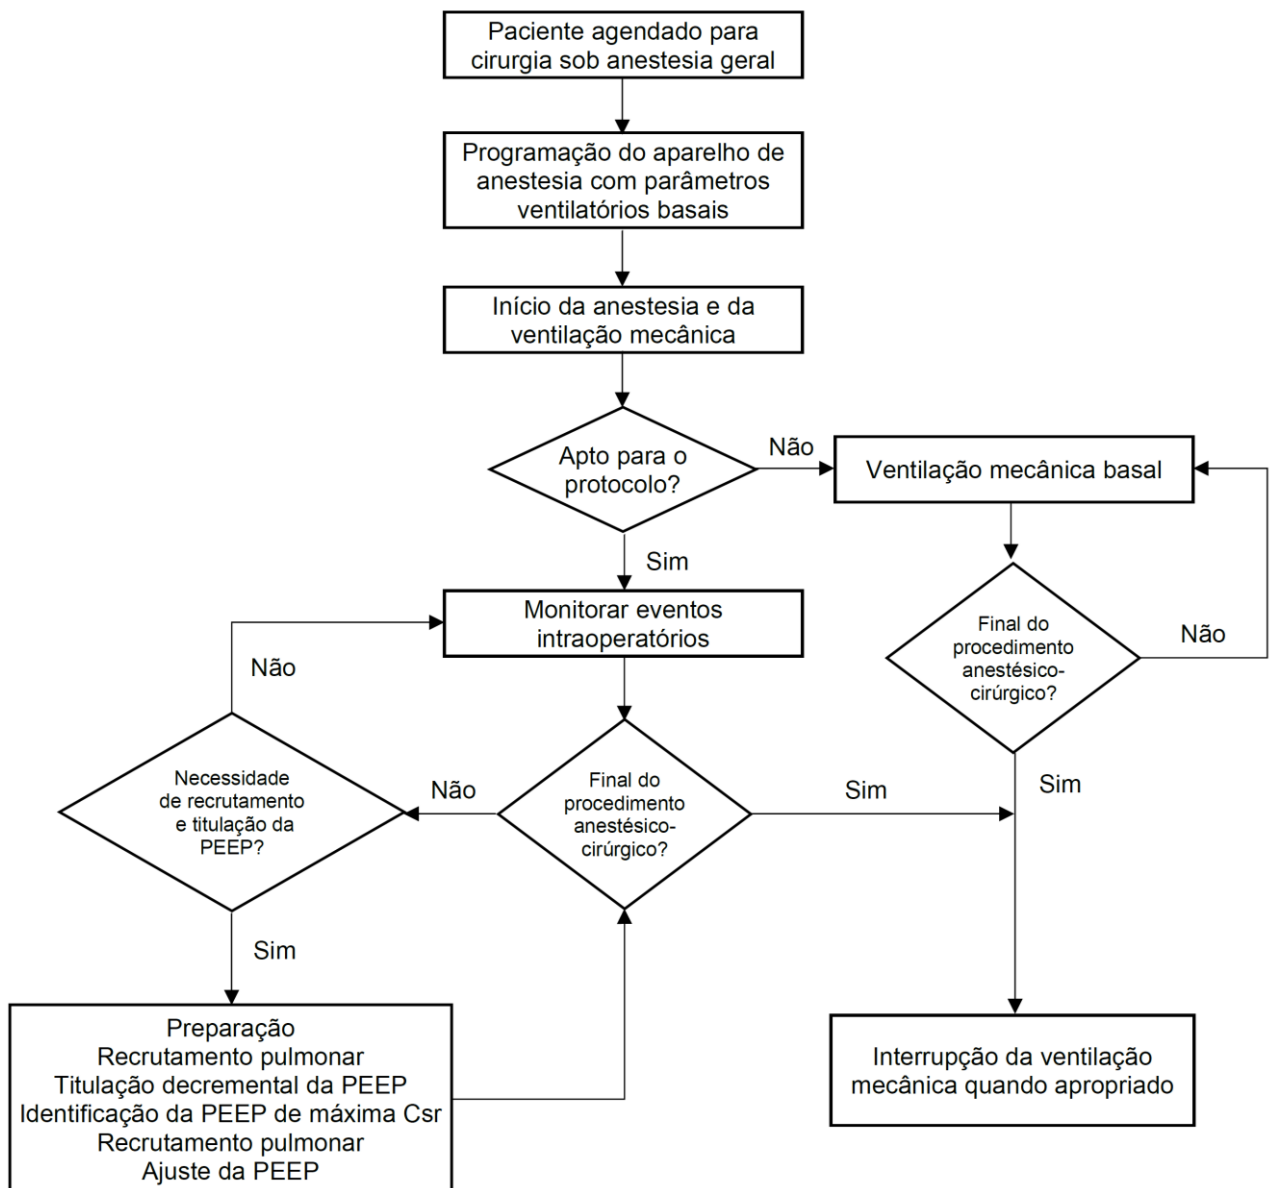 Paciente agendado para
cirurgia sob anestesia geral
Programação do aparelho de
anestesia com parâmetros
ventilatórios basais
Início da anestesia e da
ventilação mecânica
Apto para o
protocolo?
Não
Ventilação mecânica basal
Sim
Monitorar eventos
intraoperatórios
Final do
procedimento
anestésico-
cirúrgico?
Não
Sim
Não
Necessidade
de recrutamento
e titulação da
PEEP?
Não
Final do
procedimento
anestésico-
cirúrgico?
Sim
Sim
Preparação
Recrutamento pulmonar
Titulação decremental da PEEP
Identificação da PEEP de máxima Csr
Recrutamento pulmonar
Ajuste da PEEP
Interrupção da ventilação
mecânica quando apropriado